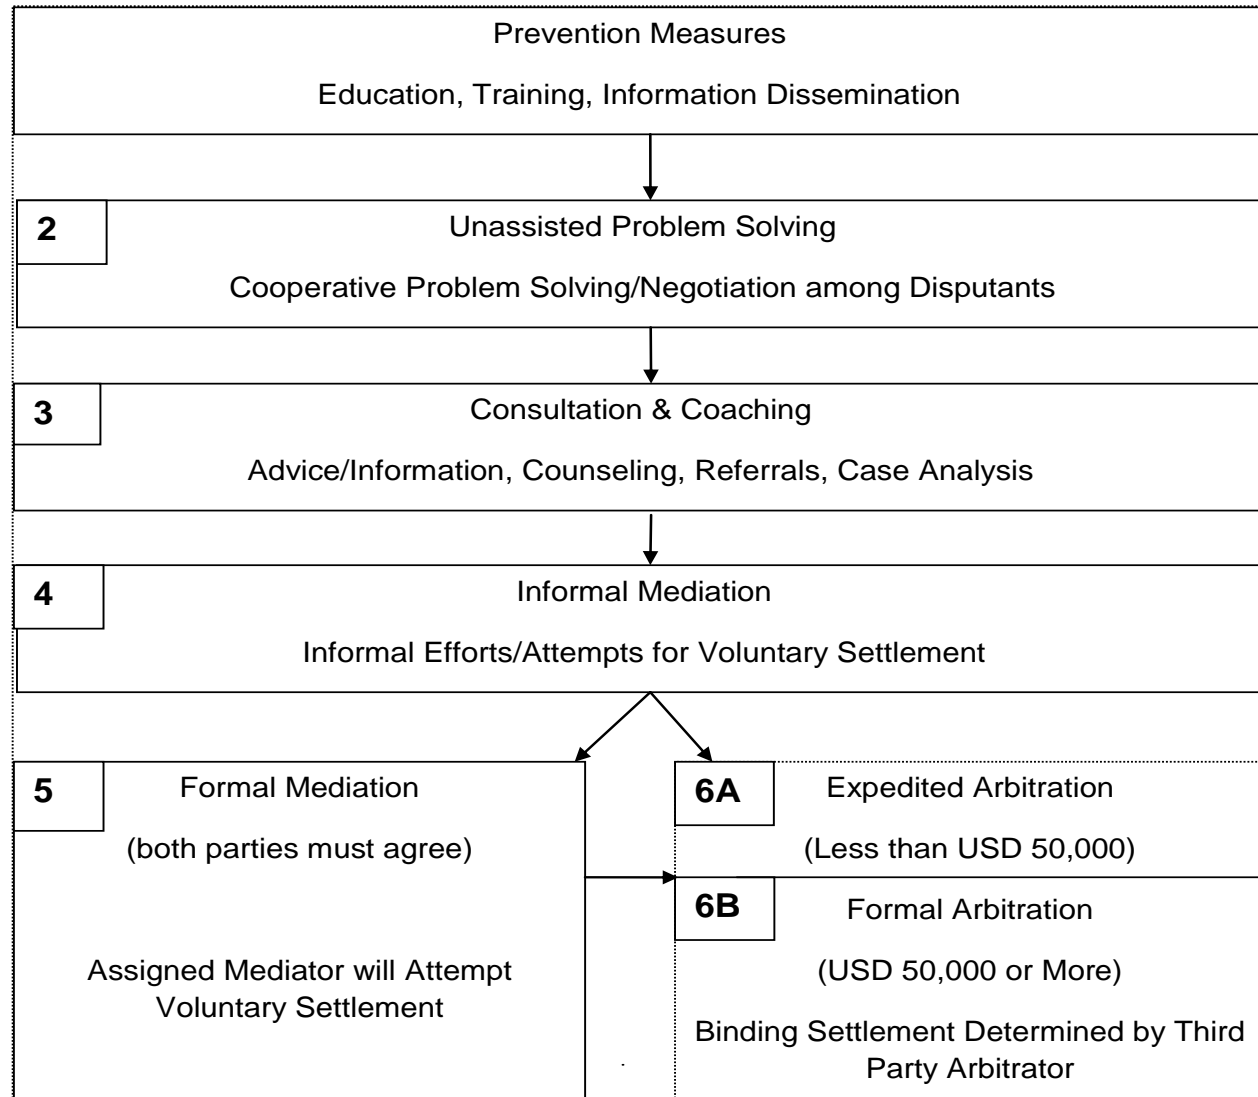 Prevention Measures
Education, Training, Information Dissemination
2
Unassisted Problem Solving
Cooperative Problem Solving/Negotiation among Disputants
3
Consultation & Coaching
Advice/Information, Counseling, Referrals, Case Analysis
4
Informal Mediation
Informal Efforts/Attempts for Voluntary Settlement
5
Formal Mediation
(both parties must agree)
Assigned Mediator will Attempt
Voluntary Settlement
6A
Expedited Arbitration
(Less than USD 50,000)
6B
Formal Arbitration
(USD 50,000 or More)
Binding Settlement Determined by Third
Party Arbitrator